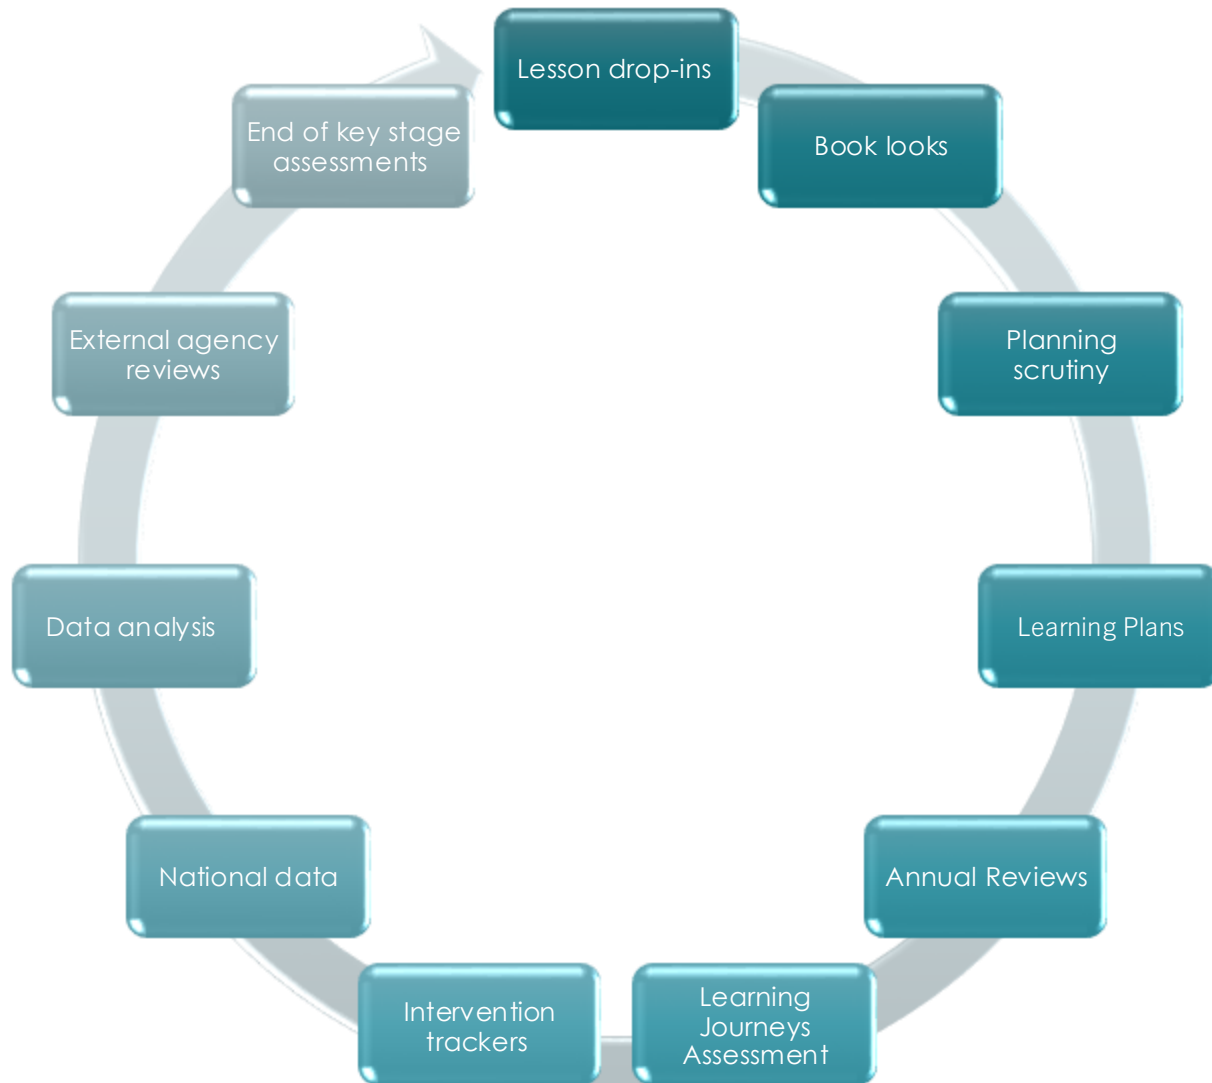 Lesson drop-ins
Book looks
Planning
scrutiny
Learning Plans
Annual Reviews
Learning
Journeys
Assessment
Intervention
trackers
National data
Data analysis
External agency
reviews
End of key stage
assessments